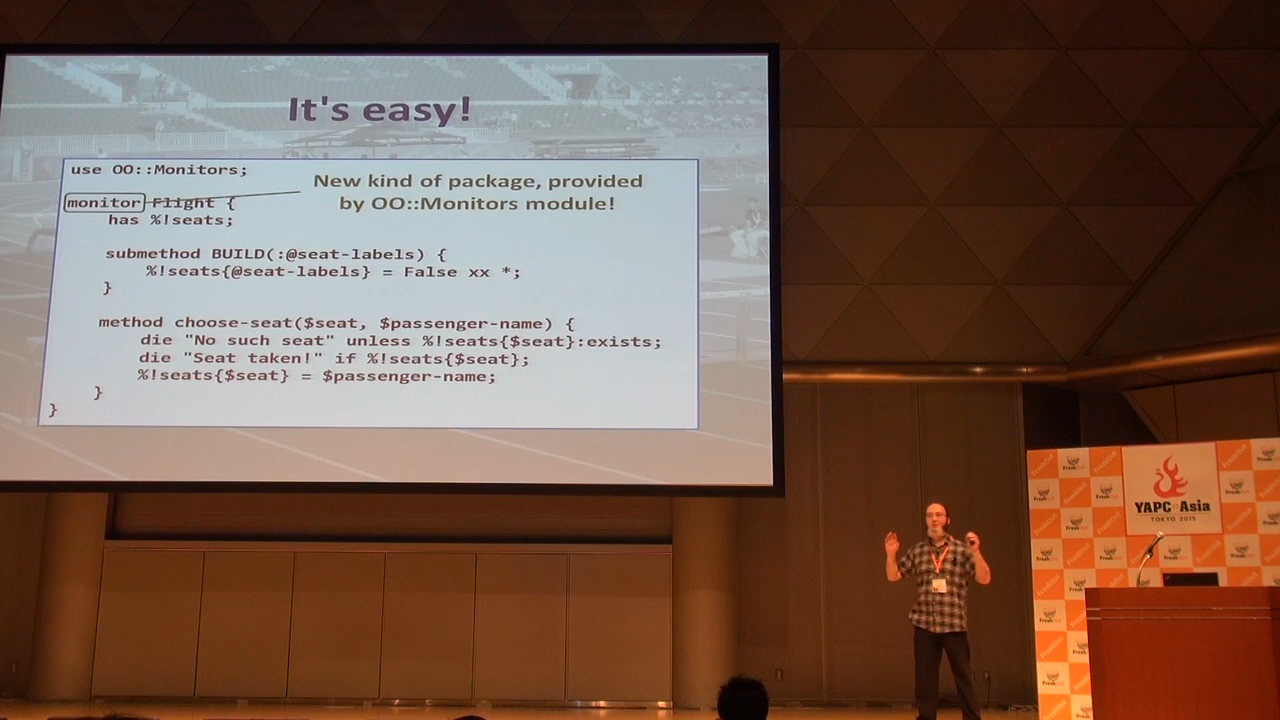 It's easy!
use OO::Monitors;
New kind of package, provided
by OO::Monitors module!
monitor Flight {
has %!seats;
submethod BUILD(:@seat-labels) {
%!seats{@seat-labels} = False xx *;
}
method choose-seat($seat, $passenger-name) {
die "No such seat" unless %!seats{$seat}:exists;
die "Seat taken!" if %!seats{$seat};
%!seats{$seat} = $passenger-name;
}
}
YAPC::Asia
TOKYO 2015
FreakOut